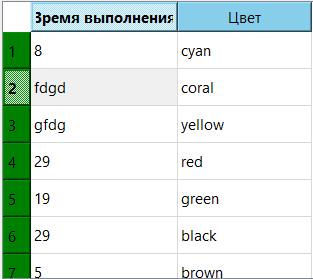 Время выполнения Цвет
1 8 cyan
2 fdgd coral
3 gfdg yellow
4 29 red
5 19 green
6 29 black
7 5 brown